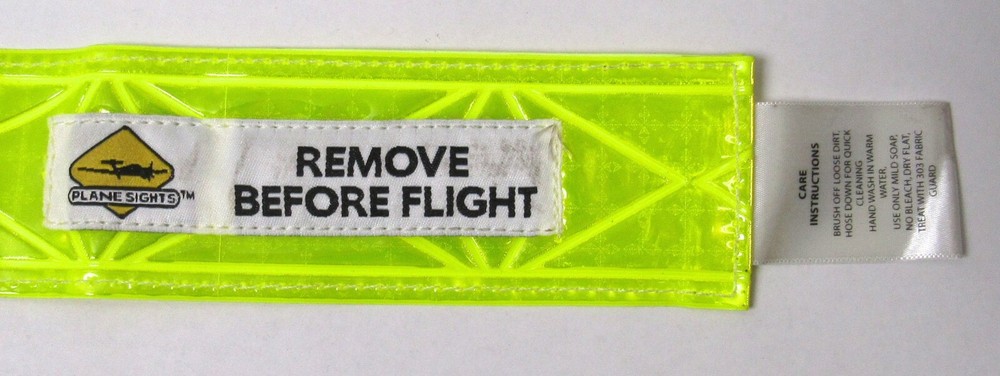 PLANE SIGHTS™
REMOVE
BEFORE FLIGHT
CARE
INSTRUCTIONS
BRUSH OFF LOOSE DIRT,
HOSE DOWN FOR QUICK
CLEANING
HAND WASH IN WARM
WATER.
USE ONLY MILD SOAP,
NO BLEACH, DRY FLAT,
TREAT WITH 303 FABRIC
GUARD